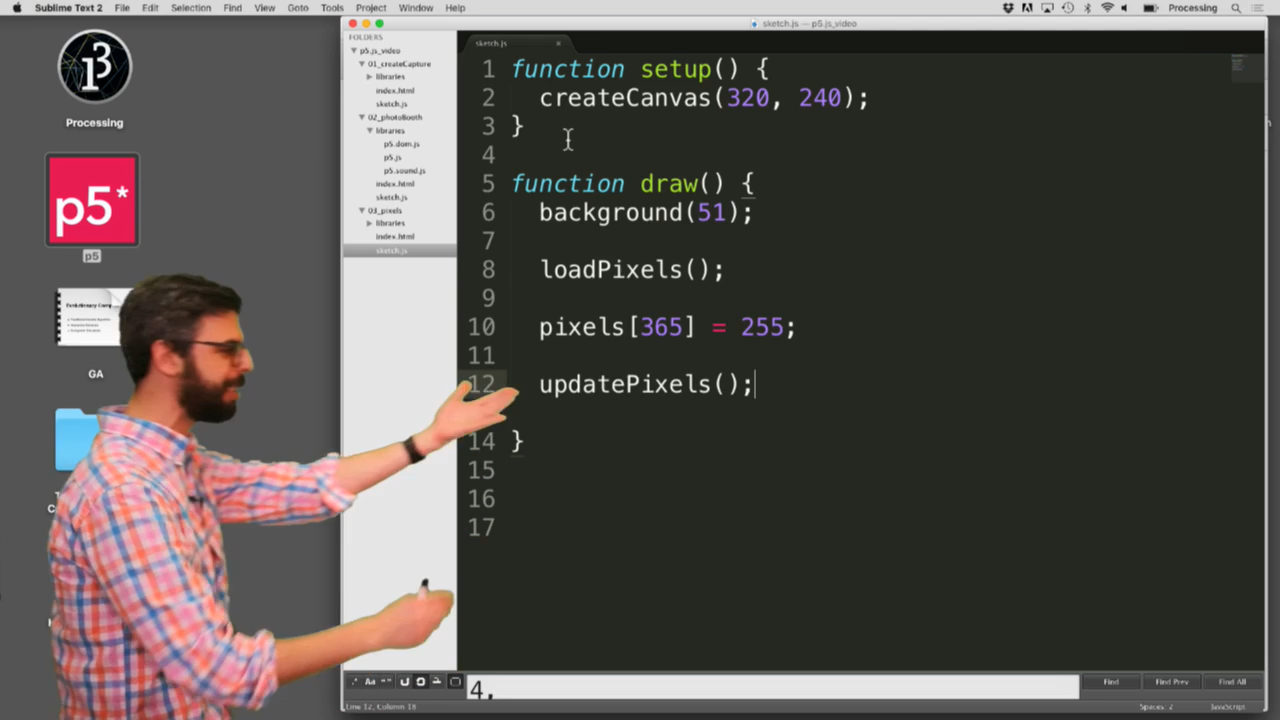 Sublime Text 2 File Edit Selection Find View Goto Tools Project Window Help Processing
sketch.js — p5.js_video
FOLDERS
p5.js_video
01_createCapture
libraries
index.html
sketch.js
02_photoBooth
libraries
p5.dom.js
p5.js
p5.sound.js
index.html
sketch.js
03_pixels
libraries
index.html
sketch.js
sketch.js ×
1 function setup() {
2 createCanvas(320, 240);
3 }
4
5 function draw() {
6 background(51);
7
8 loadPixels();
9
10 pixels[365] = 255;
11
12 updatePixels();
14 }
15
16
17
Processing
p5*
p5
GA
.* Aa "" 4, Find Find Prev Find All
Line 12, Column 18 Spaces: 2 JavaScript